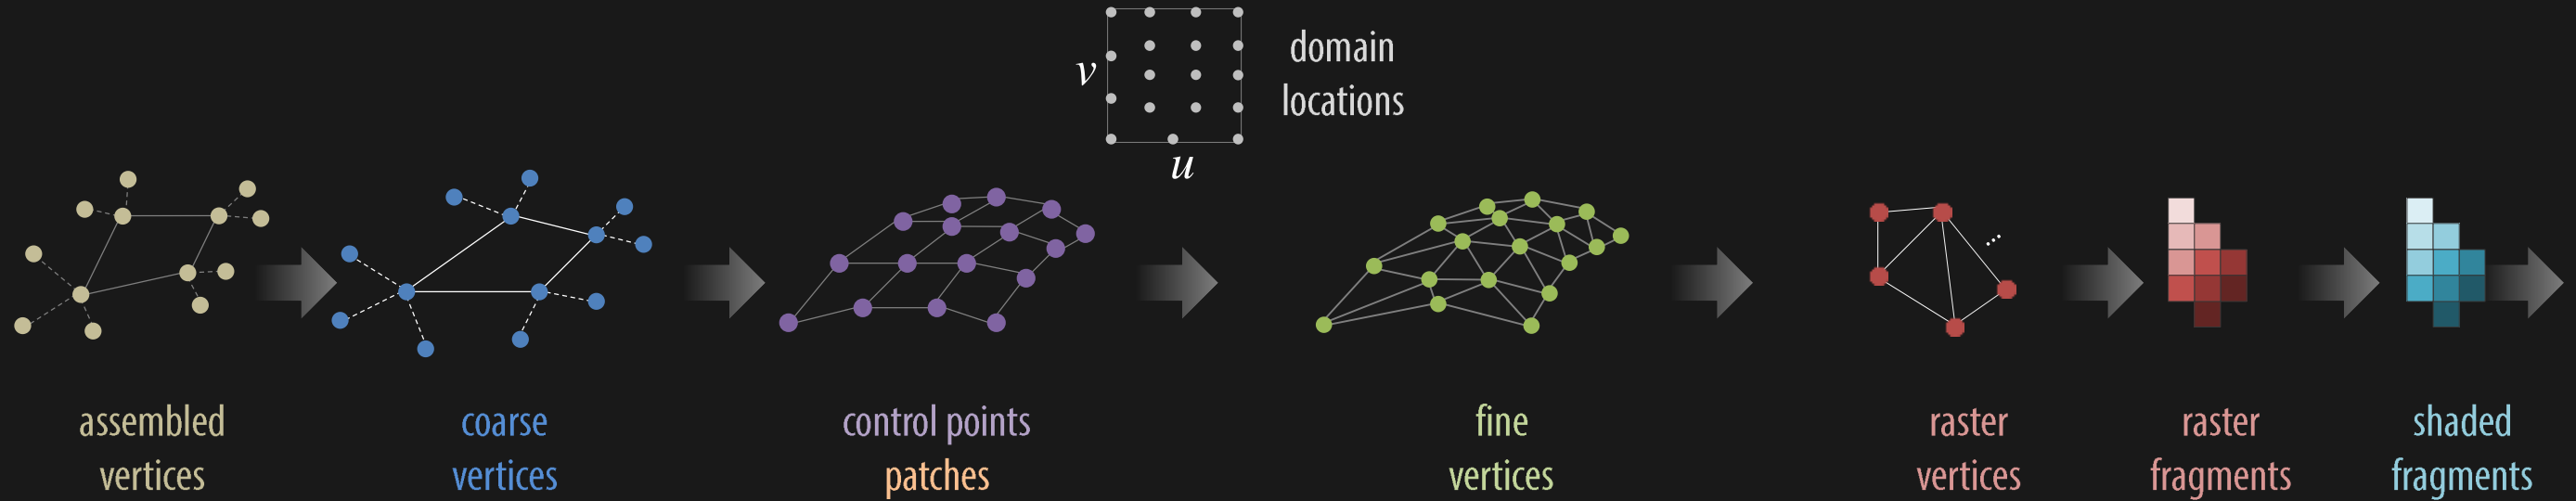 domain
locations
v
u
...
assembled
vertices
coarse
vertices
control points
patches
fine
vertices
raster
vertices
raster
fragments
shaded
fragments